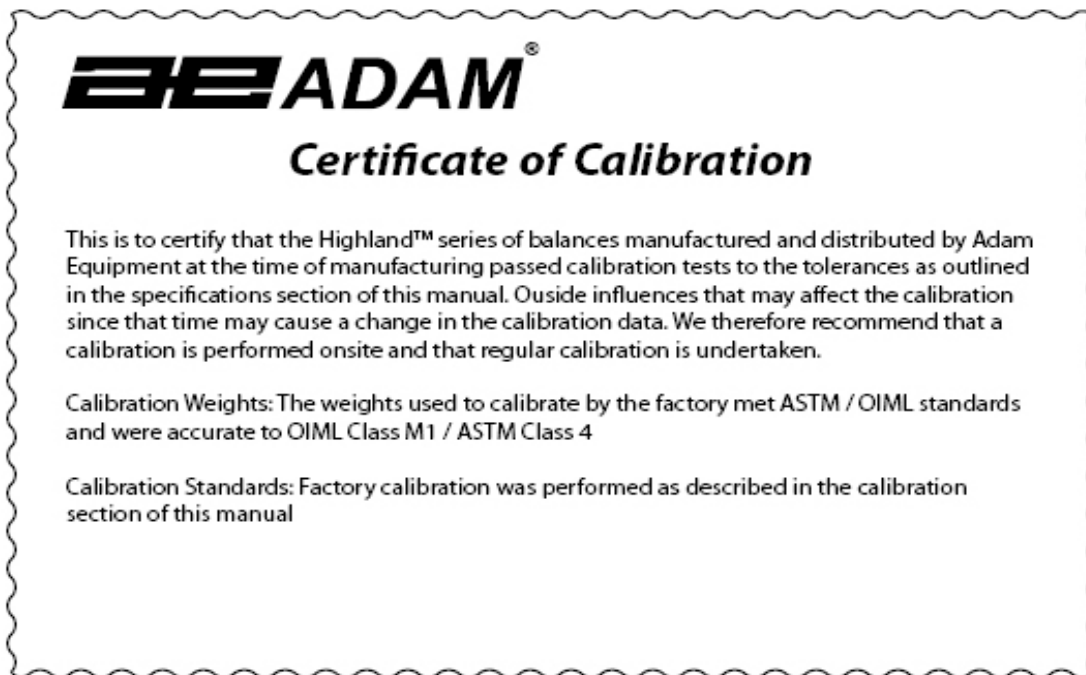 ae ADAM®
Certificate of Calibration
This is to certify that the Highland™ series of balances manufactured and distributed by Adam
Equipment at the time of manufacturing passed calibration tests to the tolerances as outlined
in the specifications section of this manual. Ouside influences that may affect the calibration
since that time may cause a change in the calibration data. We therefore recommend that a
calibration is performed onsite and that regular calibration is undertaken.
Calibration Weights: The weights used to calibrate by the factory met ASTM / OIML standards
and were accurate to OIML Class M1 / ASTM Class 4
Calibration Standards: Factory calibration was performed as described in the calibration
section of this manual